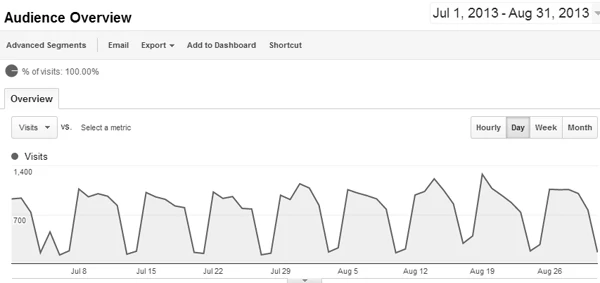 Audience Overview
Jul 1, 2013 - Aug 31, 2013
Advanced Segments Email Export Add to Dashboard Shortcut
% of visits: 100.00%
Overview
Visits vs. Select a metric
Hourly Day Week Month
Visits
1,400
700
Jul 8 Jul 15 Jul 22 Jul 29 Aug 5 Aug 12 Aug 19 Aug 26